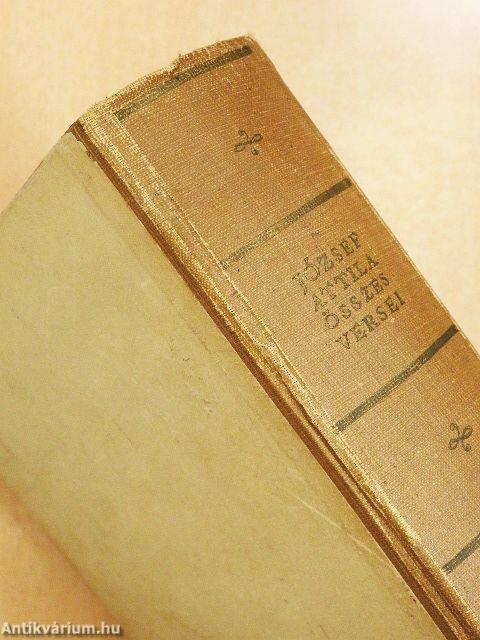 JÓZSEF
ATTILA
ÖSSZES
VERSEI
Antikvárium.hu